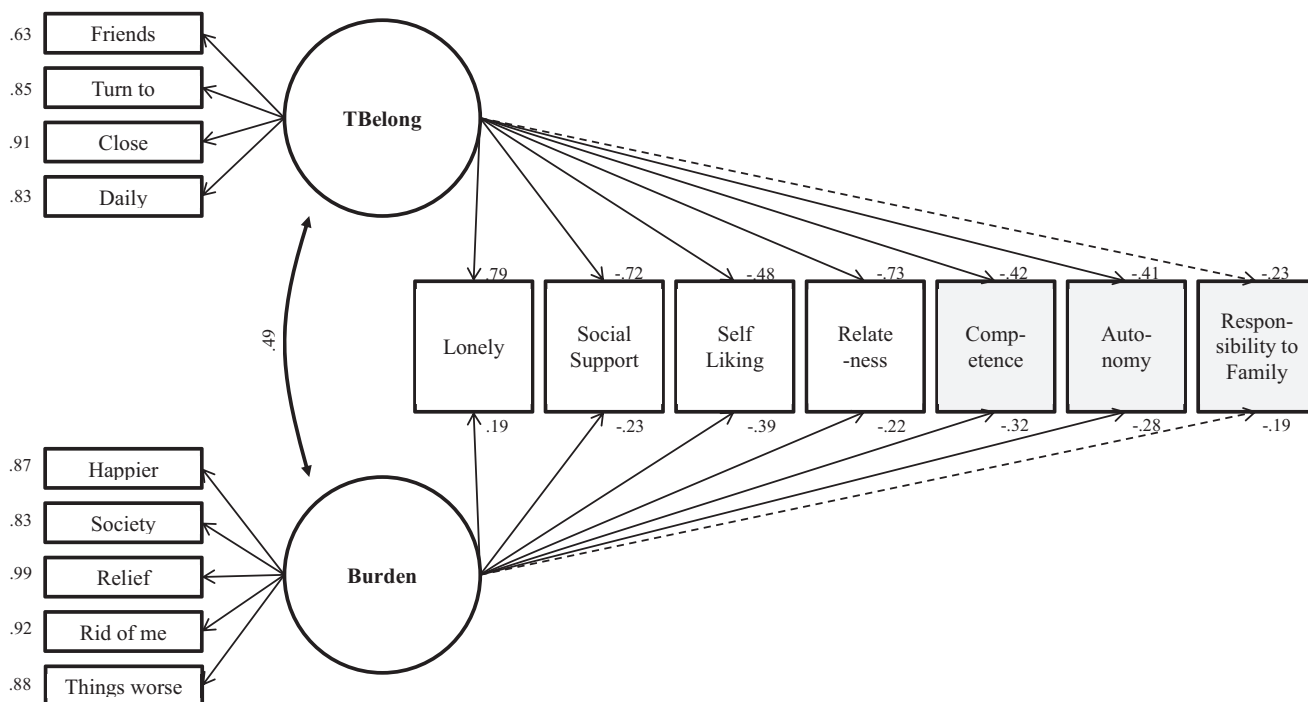 .63 Friends
.85 Turn to
.91 Close
.83 Daily
TBelong
.49
.79 -.72 -.48 -.73 -.42 -.41 -.23
Lonely
Social
Support
Self
Liking
Relate
-ness
Comp-
etence
Auto-
nomy
Respon-
sibility to
Family
.19 -.23 -.39 -.22 -.32 -.28 -.19
.87 Happier
.83 Society
.99 Relief
.92 Rid of me
.88 Things worse
Burden